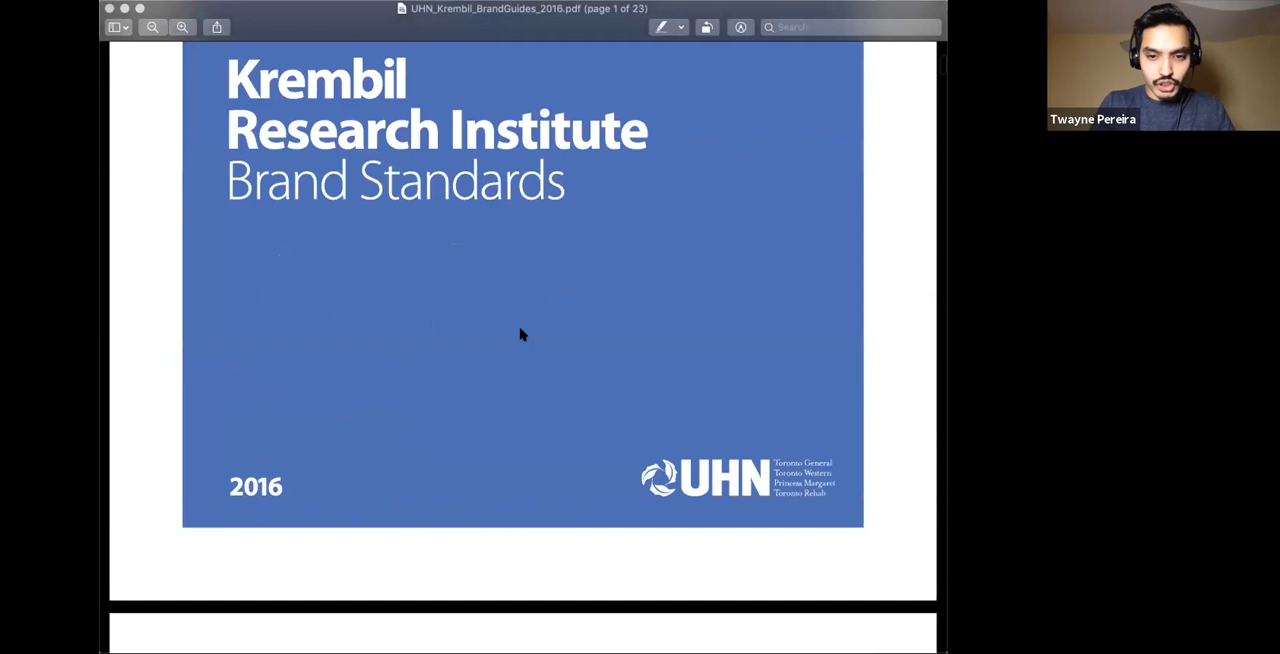 UHN_Krembil_BrandGuides_2016.pdf (page 1 of 23)
Search
Krembil
Research Institute
Brand Standards
2016
UHN
Toronto General
Toronto Western
Princess Margaret
Toronto Rehab
Twayne Pereira